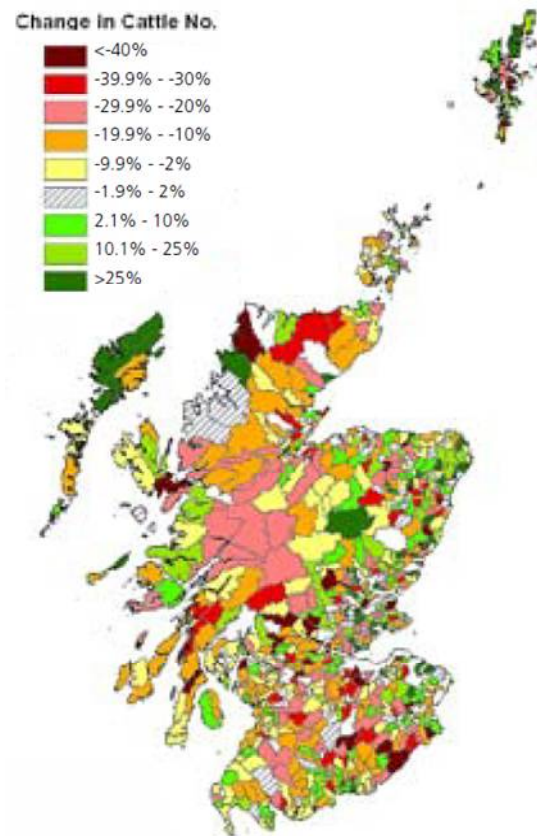 Change in Cattle No.
<-40%
-39.9% - -30%
-29.9% - -20%
-19.9% - -10%
-9.9% - -2%
-1.9% - 2%
2.1% - 10%
10.1% - 25%
>25%